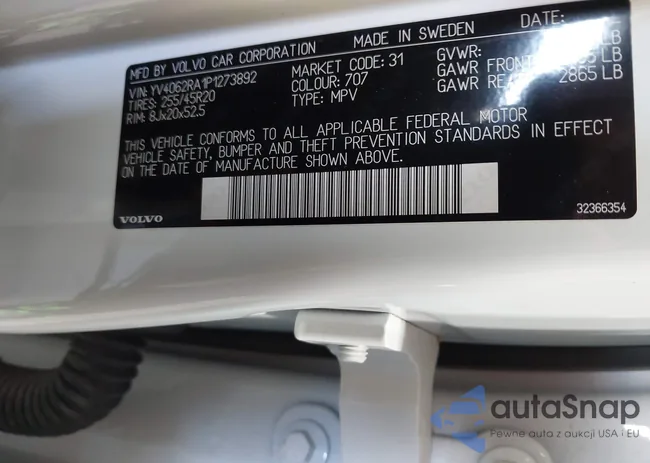 MFD BY VOLVO CAR CORPORATION MADE IN SWEDEN DATE:
VIN: YV4062RA1P1273892 MARKET CODE: 31 GVWR: LB
TIRES: 255/45R20 COLOUR: 707 GAWR FRONT LB
RIM: 8Jx20x52.5 TYPE: MPV GAWR 2865 LB
THIS VEHICLE CONFORMS TO ALL APPLICABLE FEDERAL MOTOR
VEHICLE SAFETY, BUMPER AND THEFT PREVENTION STANDARDS IN EFFECT
ON THE DATE OF MANUFACTURE SHOWN ABOVE.
VOLVO 32366354
autaSnap
Pewne auta z aukcji USA i EU